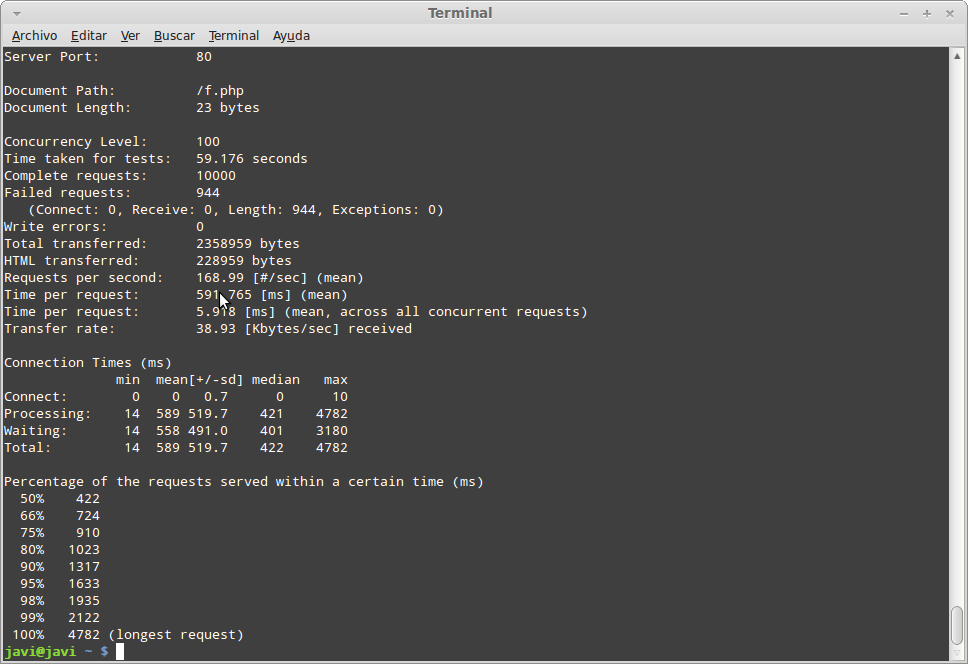 Terminal
Archivo Editar Ver Buscar Terminal Ayuda
Server Port:            80

Document Path:          /f.php
Document Length:        23 bytes

Concurrency Level:      100
Time taken for tests:   59.176 seconds
Complete requests:      10000
Failed requests:        944
   (Connect: 0, Receive: 0, Length: 944, Exceptions: 0)
Write errors:           0
Total transferred:      2358959 bytes
HTML transferred:       228959 bytes
Requests per second:    168.99 [#/sec] (mean)
Time per request:       591.765 [ms] (mean)
Time per request:       5.918 [ms] (mean, across all concurrent requests)
Transfer rate:          38.93 [Kbytes/sec] received

Connection Times (ms)
              min  mean[+/-sd] median   max
Connect:        0    0   0.7      0      10
Processing:    14  589 519.7    421    4782
Waiting:       14  558 491.0    401    3180
Total:         14  589 519.7    422    4782

Percentage of the requests served within a certain time (ms)
  50%    422
  66%    724
  75%    910
  80%   1023
  90%   1317
  95%   1633
  98%   1935
  99%   2122
 100%   4782 (longest request)
javi@javi ~ $